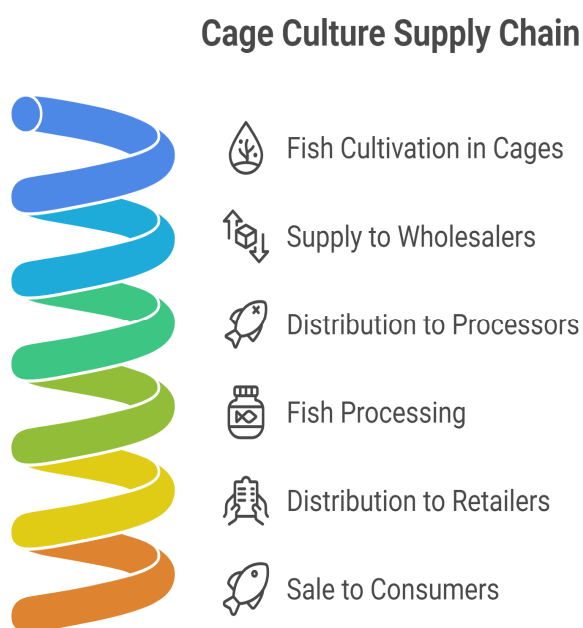 Cage Culture Supply Chain
Fish Cultivation in Cages
Supply to Wholesalers
Distribution to Processors
Fish Processing
Distribution to Retailers
Sale to Consumers